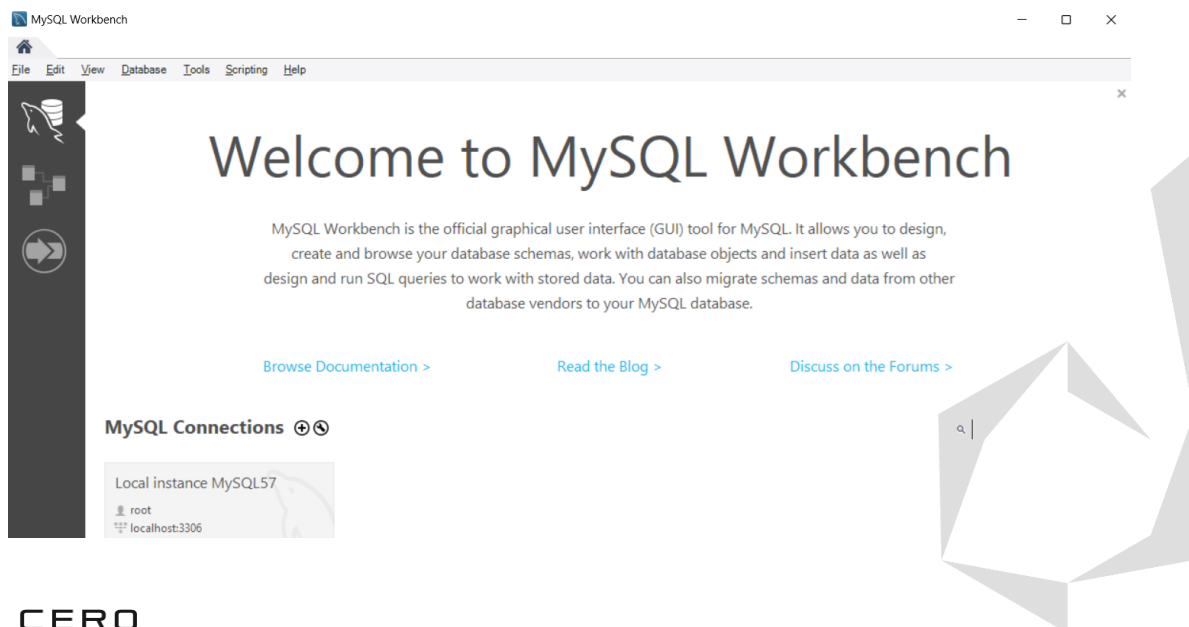 MySQL Workbench
File Edit View Database Tools Scripting Help
Welcome to MySQL Workbench
MySQL Workbench is the official graphical user interface (GUI) tool for MySQL. It allows you to design,
create and browse your database schemas, work with database objects and insert data as well as
design and run SQL queries to work with stored data. You can also migrate schemas and data from other
database vendors to your MySQL database.
Browse Documentation > Read the Blog > Discuss on the Forums >
MySQL Connections
Local instance MySQL57
root
localhost:3306
CERO